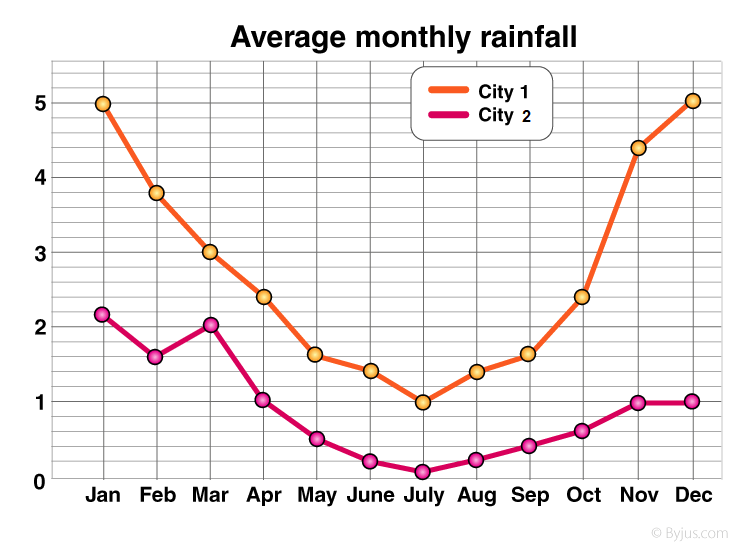 Average monthly rainfall
City 1
City 2
5
4
3
2
1
0
Jan Feb Mar Apr May June July Aug Sep Oct Nov Dec
© Byjus.com